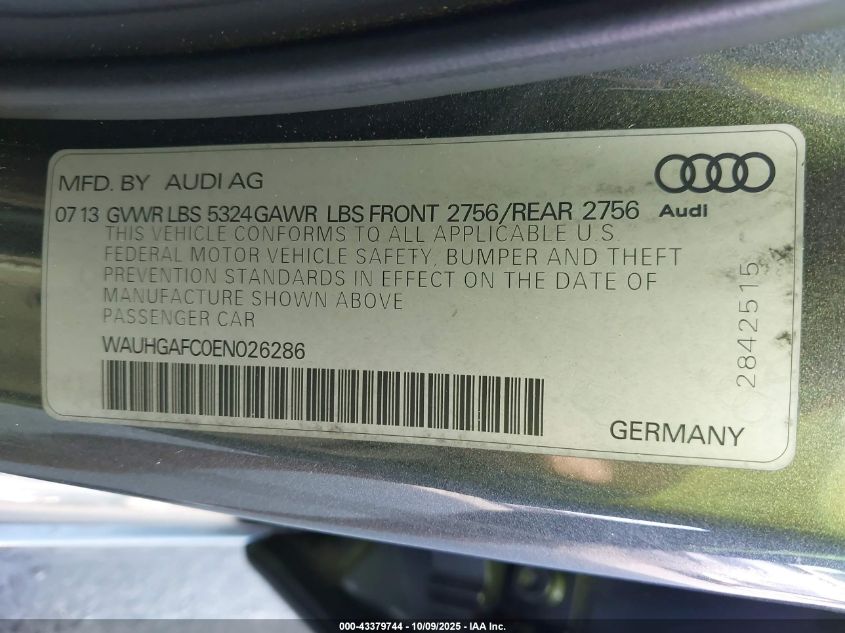 MFD. BY AUDI AG
Audi
07 13 GVWR LBS 5324 GAWR LBS FRONT 2756/REAR 2756
THIS VEHICLE CONFORMS TO ALL APPLICABLE U.S.
FEDERAL MOTOR VEHICLE SAFETY, BUMPER AND THEFT
PREVENTION STANDARDS IN EFFECT ON THE DATE OF
MANUFACTURE SHOWN ABOVE
PASSENGER CAR
WAUHGAFC0EN026286
2842515
GERMANY
000-43379744 - 10/09/2025 - IAA Inc.